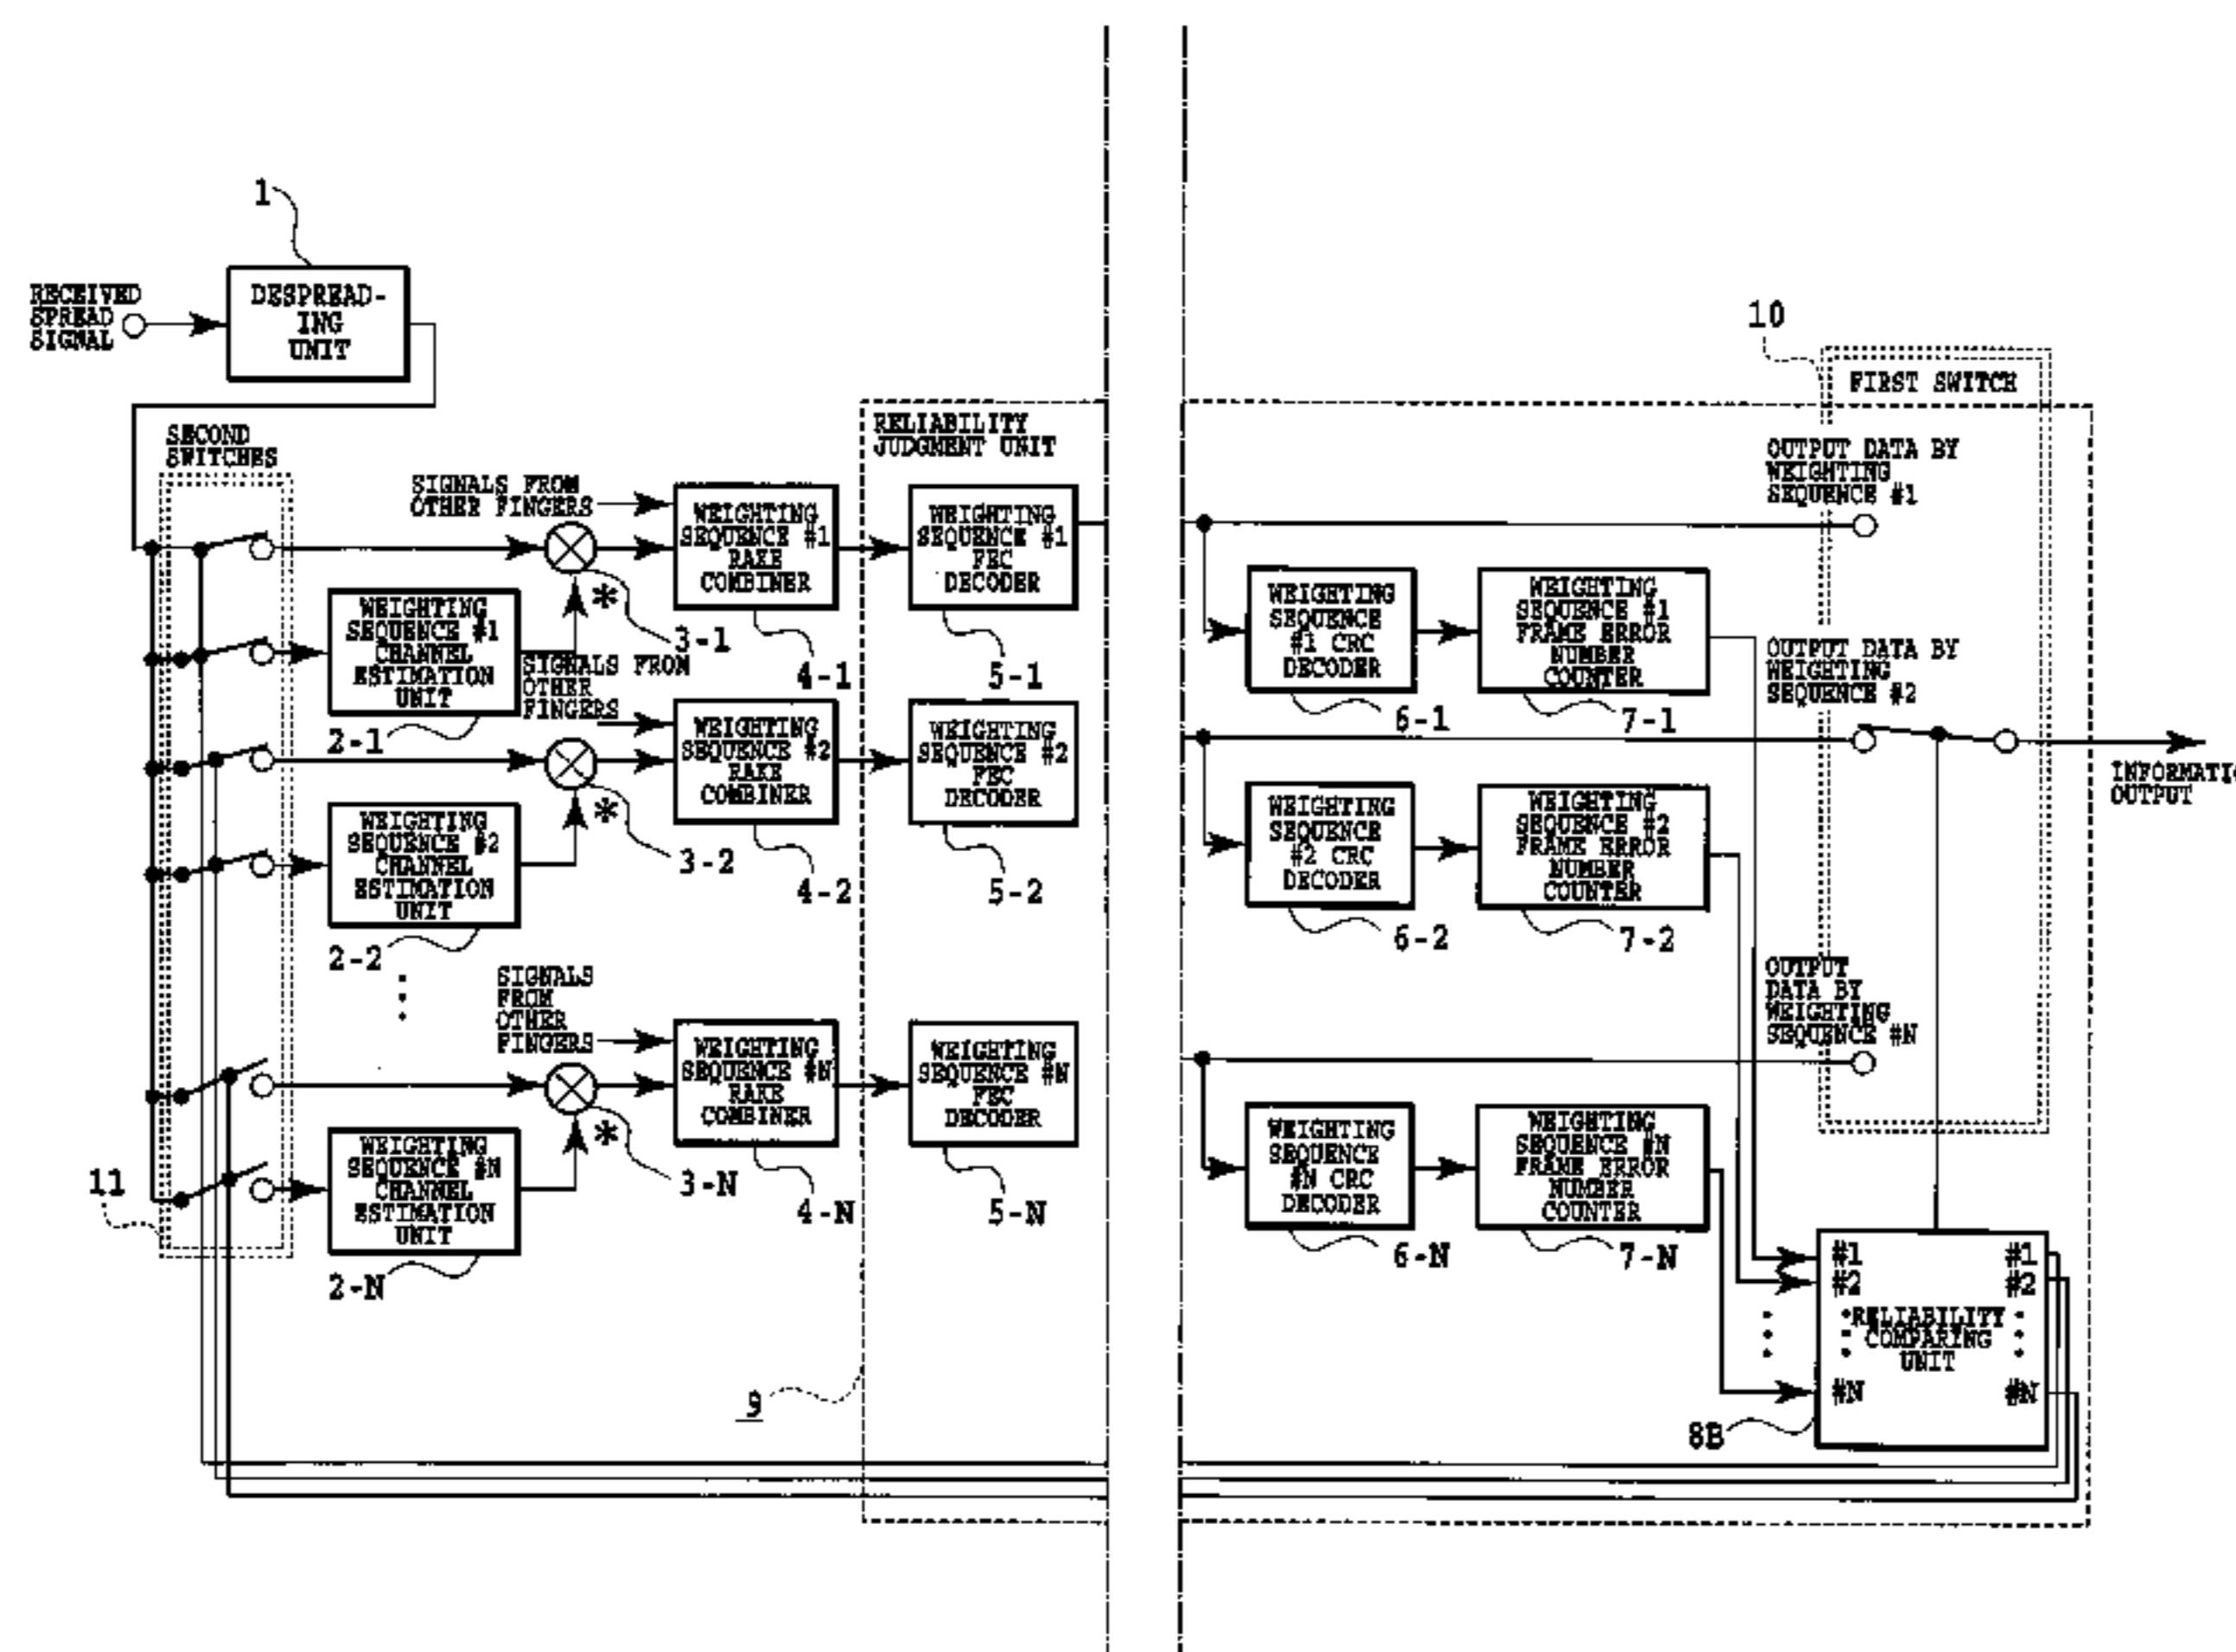 1
RECEIVED
SPREAD
SIGNAL
DESPREAD-
ING
UNIT
SECOND
SWITCHES
11
SIGNALS FROM
OTHER FINGERS
WEIGHTING
SEQUENCE #1
CHANNEL
ESTIMATION
UNIT
2-1
*
3-1
WEIGHTING
SEQUENCE #1
RAKE
COMBINER
4-1
SIGNALS FROM
OTHER
FINGERS
WEIGHTING
SEQUENCE #2
CHANNEL
ESTIMATION
UNIT
2-2
*
3-2
WEIGHTING
SEQUENCE #2
RAKE
COMBINER
4-2
SIGNALS
FROM
OTHER
FINGERS
WEIGHTING
SEQUENCE #N
CHANNEL
ESTIMATION
UNIT
2-N
*
3-N
WEIGHTING
SEQUENCE #N
RAKE
COMBINER
4-N
RELIABILITY
JUDGMENT UNIT
9
WEIGHTING
SEQUENCE #1
FEC
DECODER
5-1
WEIGHTING
SEQUENCE #2
FEC
DECODER
5-2
WEIGHTING
SEQUENCE #N
FEC
DECODER
5-N
WEIGHTING
SEQUENCE
#1 CRC
DECODER
6-1
WEIGHTING
SEQUENCE #1
FRAME ERROR
NUMBER
COUNTER
7-1
WEIGHTING
SEQUENCE
#2 CRC
DECODER
6-2
WEIGHTING
SEQUENCE #2
FRAME ERROR
NUMBER
COUNTER
7-2
WEIGHTING
SEQUENCE
#N CRC
DECODER
6-N
WEIGHTING
SEQUENCE #N
FRAME ERROR
NUMBER
COUNTER
7-N
10
FIRST SWITCH
OUTPUT DATA BY
WEIGHTING
SEQUENCE #1
OUTPUT DATA BY
WEIGHTING
SEQUENCE #2
OUTPUT
DATA BY
WEIGHTING
SEQUENCE #N
INFORMATI
OUTPUT
#1 #1
#2 #2
RELIABILITY
COMPARING
UNIT
#N #N
8B